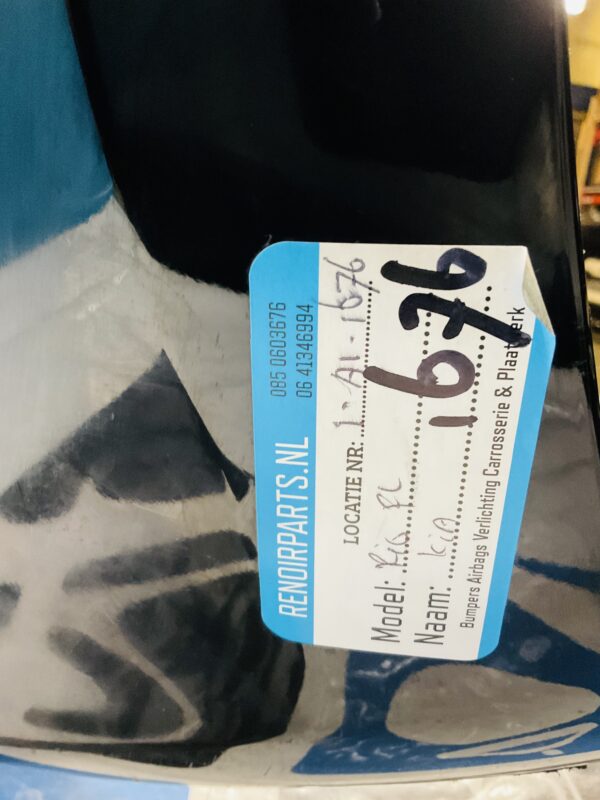 RENOIRPARTS.NL
085 0603676
06 41346994
LOCATIE NR: 1-A1-1676
Model: Rio FL
Naam: kia
1676
Bumpers Airbags Verlichting Carrosserie & Plaatwerk